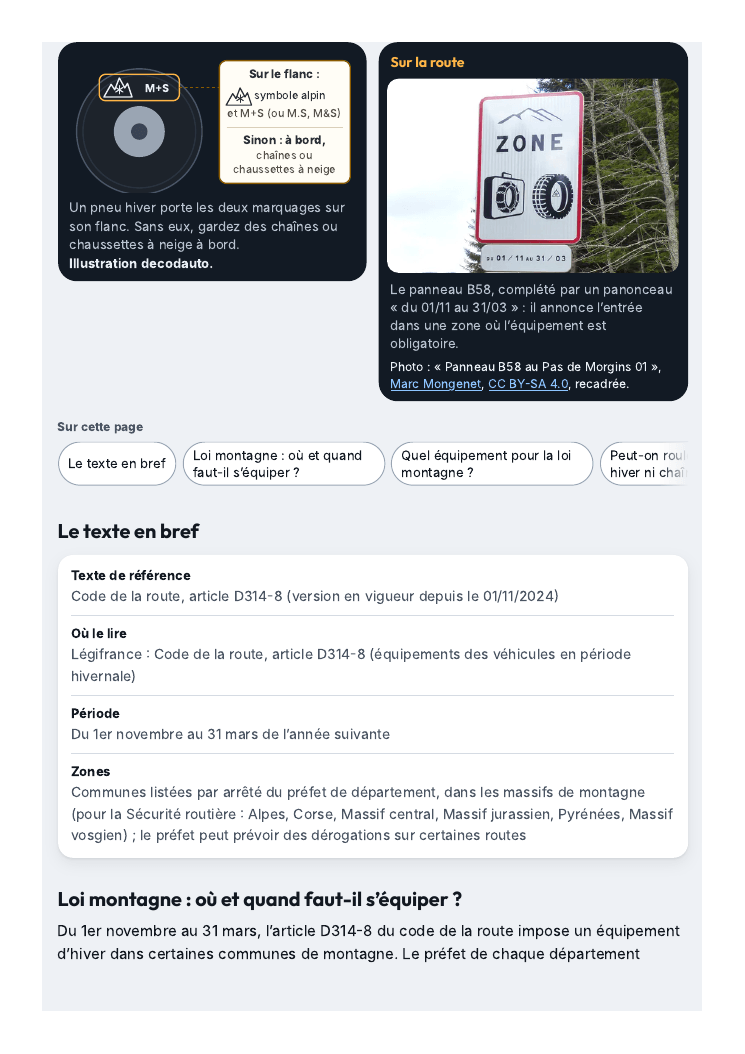 M+S
Sur le flanc :
symbole alpin
et M+S (ou M.S, M&S)
Sinon : à bord,
chaînes ou
chaussettes à neige
Un pneu hiver porte les deux marquages sur
son flanc. Sans eux, gardez des chaînes ou
chaussettes à neige à bord.
Illustration decodauto.
Sur la route
ZONE
DU 01 / 11 AU 31 / 03
Le panneau B58, complété par un panonceau
« du 01/11 au 31/03 » : il annonce l’entrée
dans une zone où l’équipement est
obligatoire.
Photo : « Panneau B58 au Pas de Morgins 01 »,
Marc Mongenet, CC BY-SA 4.0, recadrée.
Sur cette page
Le texte en bref
Loi montagne : où et quand
faut-il s’équiper ?
Quel équipement pour la loi
montagne ?
Peut-on roul
hiver ni chaî
Le texte en bref
Texte de référence
Code de la route, article D314-8 (version en vigueur depuis le 01/11/2024)
Où le lire
Légifrance : Code de la route, article D314-8 (équipements des véhicules en période
hivernale)
Période
Du 1er novembre au 31 mars de l’année suivante
Zones
Communes listées par arrêté du préfet de département, dans les massifs de montagne
(pour la Sécurité routière : Alpes, Corse, Massif central, Massif jurassien, Pyrénées, Massif
vosgien) ; le préfet peut prévoir des dérogations sur certaines routes
Loi montagne : où et quand faut-il s’équiper ?
Du 1er novembre au 31 mars, l’article D314-8 du code de la route impose un équipement
d’hiver dans certaines communes de montagne. Le préfet de chaque département